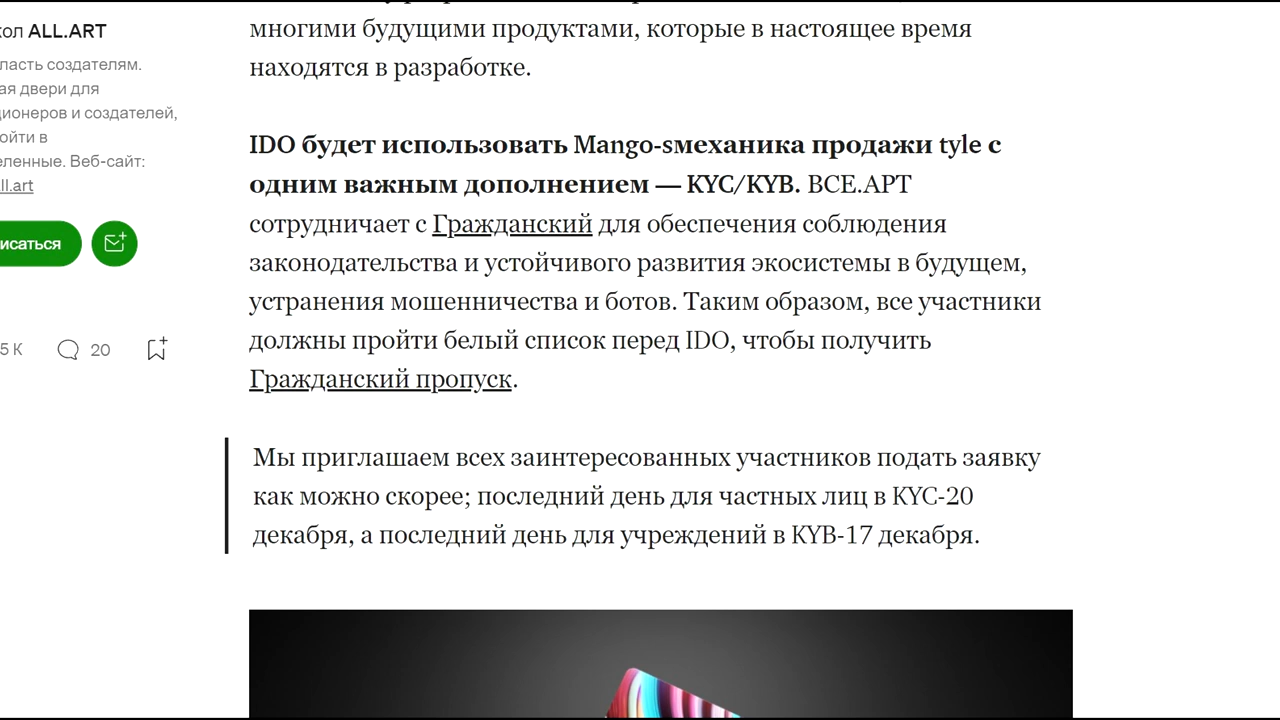 кол ALL.ART
ласть создателям.
ая двери для
ционеров и создателей,
ойти в
еленные. Веб-сайт:
ll.art
исаться
5 K
20
многими будущими продуктами, которые в настоящее время
находятся в разработке.
IDO будет использовать Mango-sмеханика продажи tyle с
одним важным дополнением — KYC/KYB. ВСЕ.АРТ
сотрудничает с Гражданский для обеспечения соблюдения
законодательства и устойчивого развития экосистемы в будущем,
устранения мошенничества и ботов. Таким образом, все участники
должны пройти белый список перед IDO, чтобы получить
Гражданский пропуск.
Мы приглашаем всех заинтересованных участников подать заявку
как можно скорее; последний день для частных лиц в KYC-20
декабря, а последний день для учреждений в KYB-17 декабря.